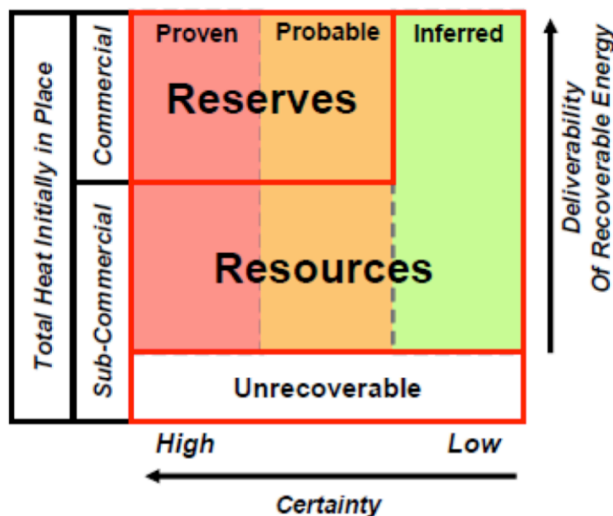 Total Heat Initially in Place
Commercial
Sub-Commercial
Proven
Probable
Inferred
Reserves
Resources
Unrecoverable
Deliverability
Of Recoverable Energy
High
Low
Certainty